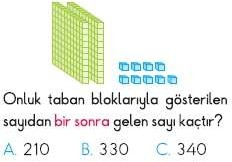 Onluk taban bloklarıyla gösterilen
sayıdan bir sonra gelen sayı kaçtır?
A. 210 B. 330 C. 340